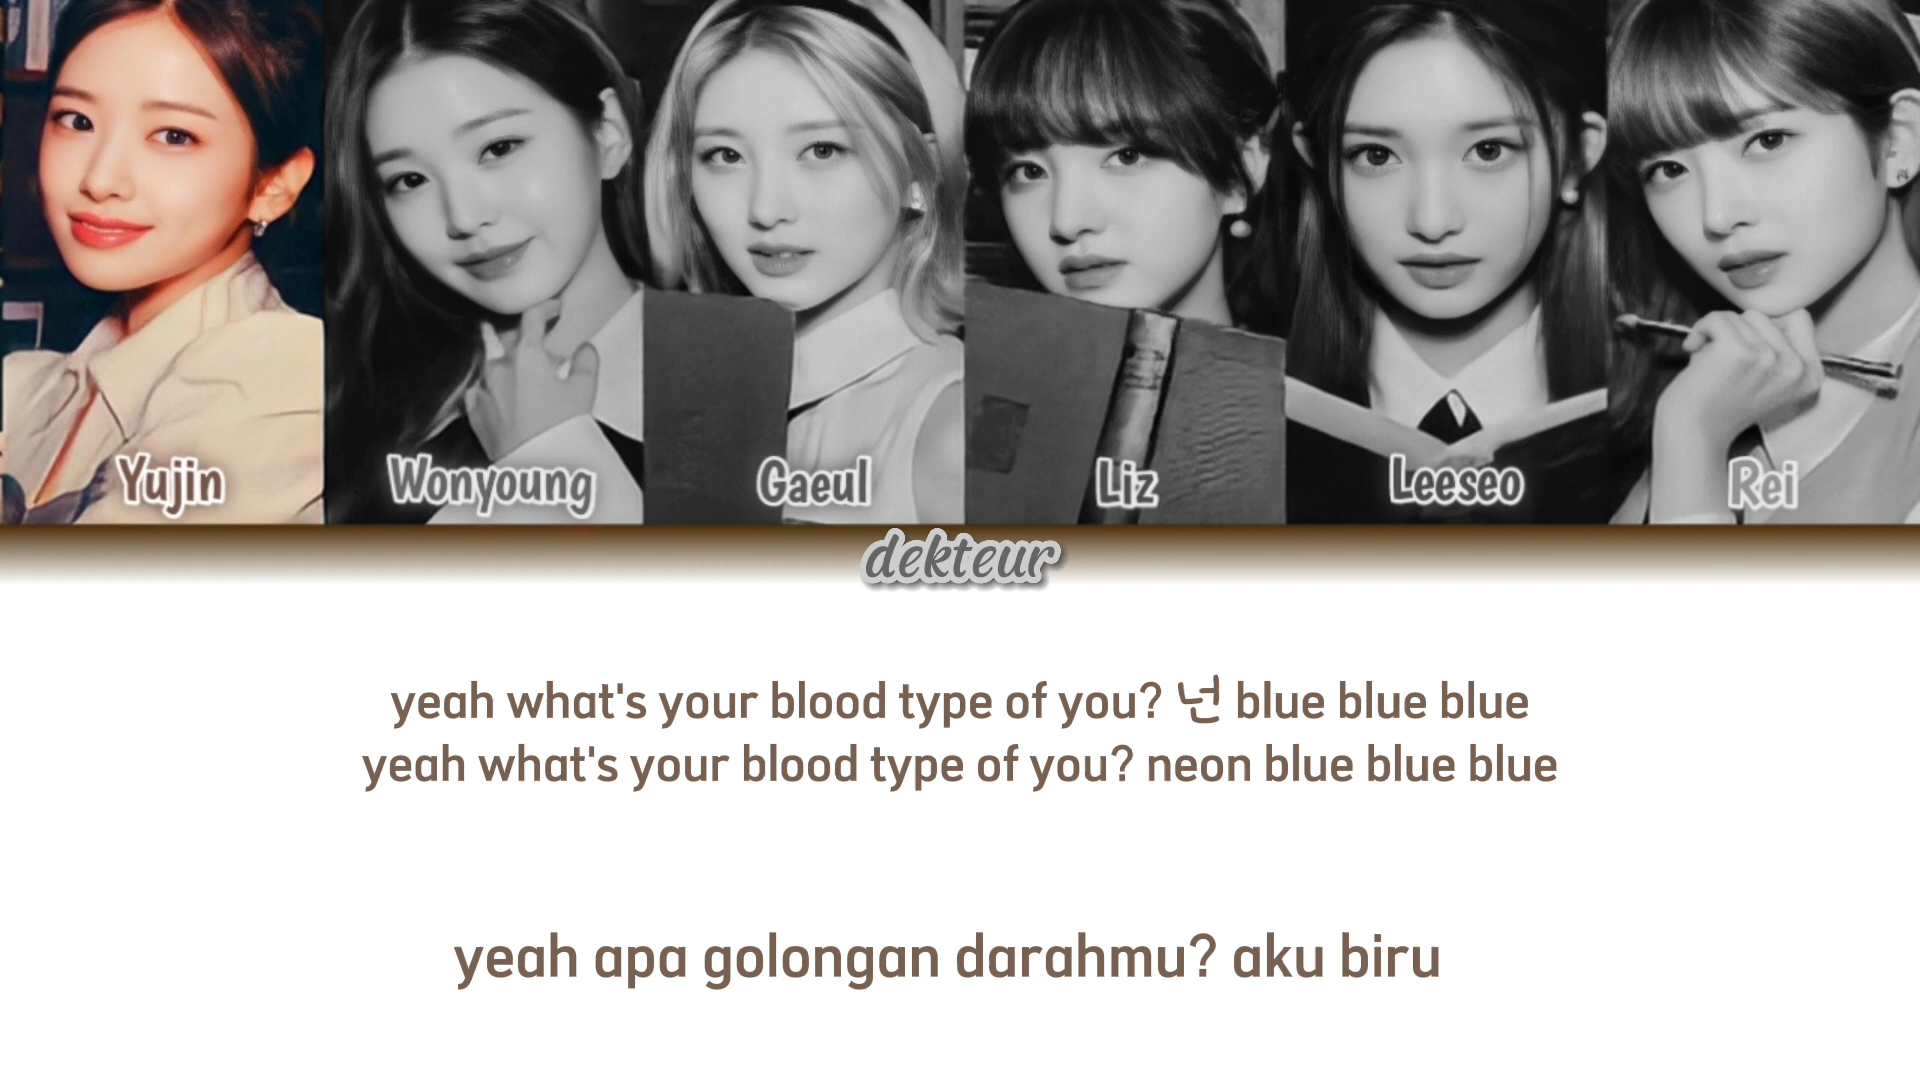 Yujin Wonyoung Gaeul Liz Leeseo Rei
dekteur
yeah what's your blood type of you? 넌 blue blue blue
yeah what's your blood type of you? neon blue blue blue
yeah apa golongan darahmu? aku biru